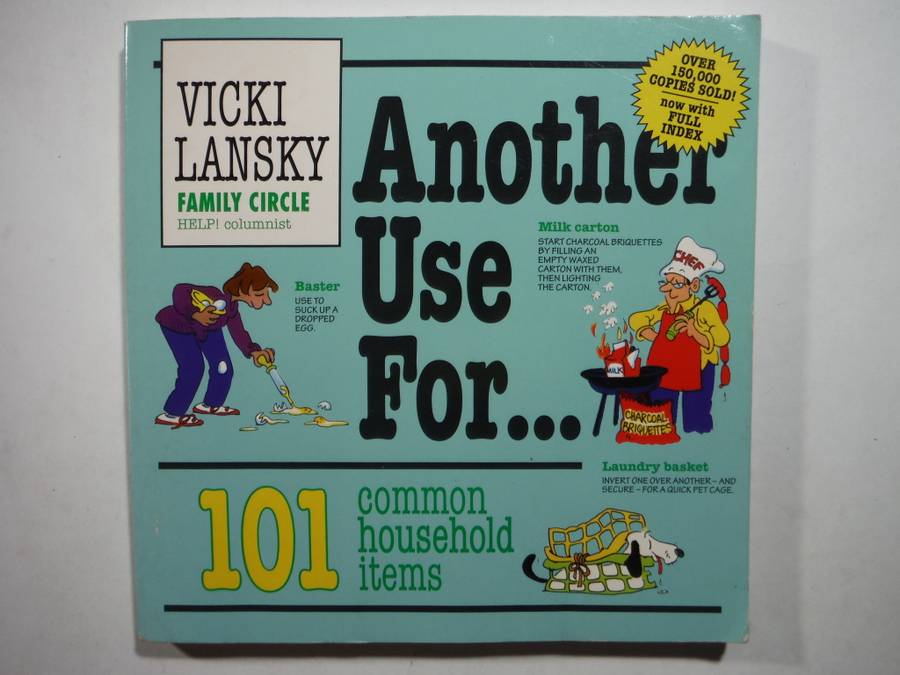 VICKI
LANSKY
FAMILY CIRCLE
HELP! columnist
Another
Use
For...
OVER
150,000
COPIES SOLD!
now with
FULL
INDEX
Baster
USE TO
SUCK UP A
DROPPED
EGG.
Milk carton
START CHARCOAL BRIQUETTES
BY FILLING AN
EMPTY WAXED
CARTON WITH THEM,
THEN LIGHTING
THE CARTON.
CHEF
MILK
CHARCOAL
BRIQUETTES
Laundry basket
INVERT ONE OVER ANOTHER – AND
SECURE – FOR A QUICK PET CAGE.
101
common
household
items